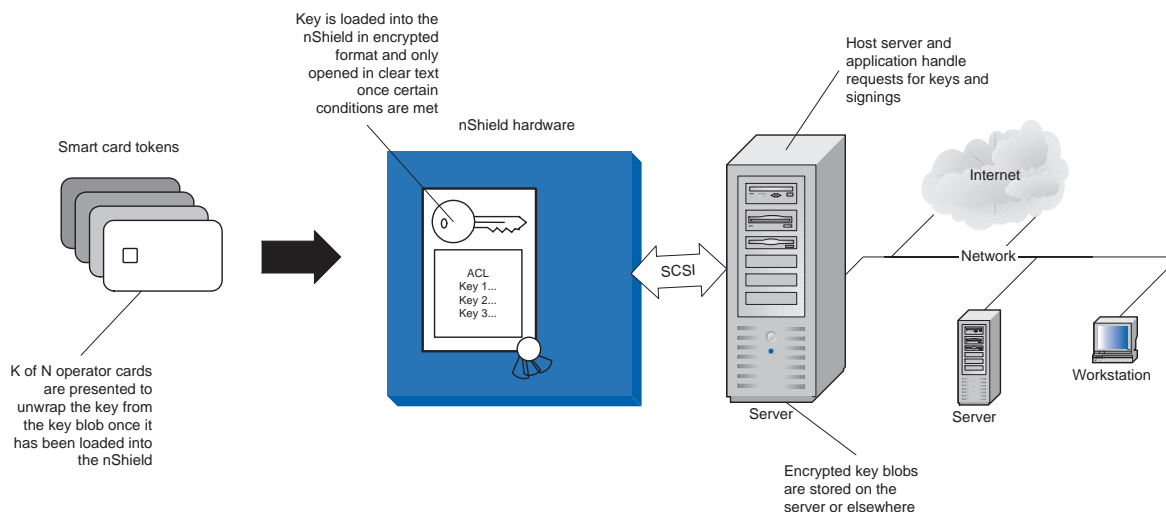 Key is loaded into the
nShield in encrypted
format and only
opened in clear text
once certain
conditions are met
Host server and
application handle
requests for keys and
signings
nShield hardware
Smart card tokens
Internet
ACL
Key 1...
Key 2...
Key 3...
SCSI
Network
K of N operator cards
are presented to
unwrap the key from
the key blob once it
has been loaded into
the nShield
Workstation
Server
Server
Encrypted key blobs
are stored on the
server or elsewhere